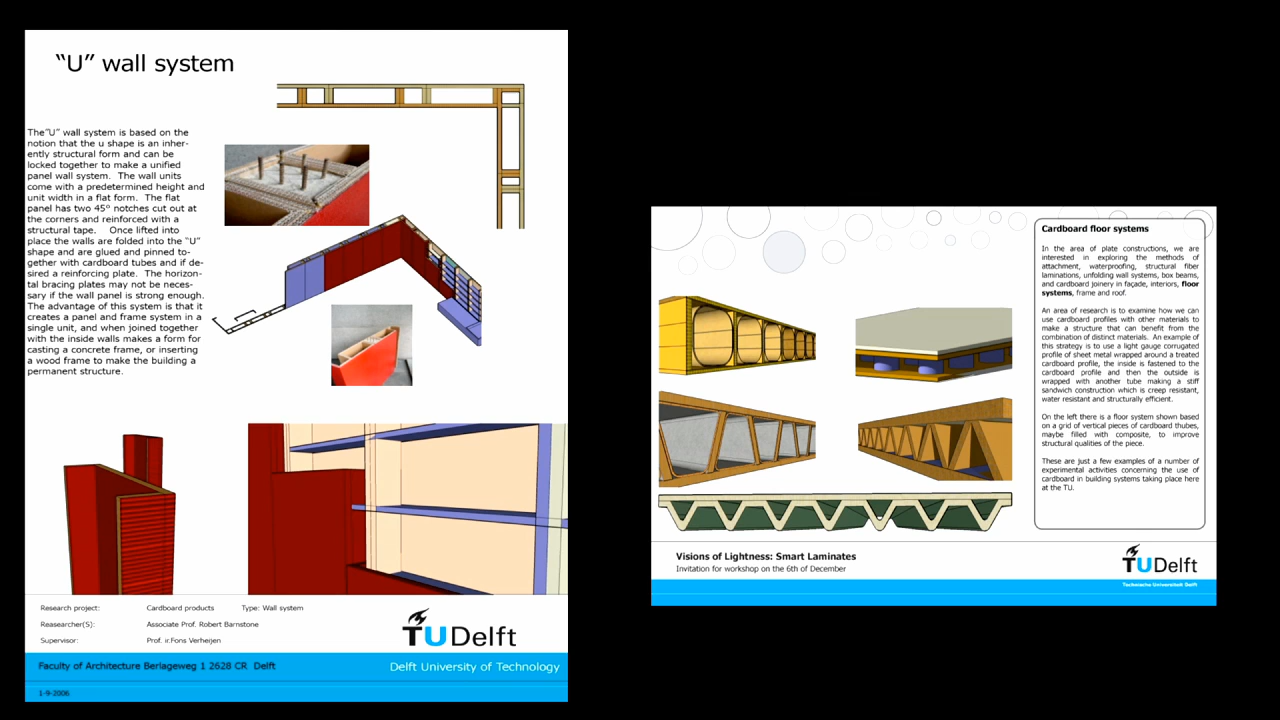 “U” wall system
The“U” wall system is based on the
notion that the u shape is an inher-
ently structural form and can be
locked together to make a unified
panel wall system.  The wall units
come with a predetermined height and
unit width in a flat form.  The flat
panel has two 45° notches cut out at
the corners and reinforced with a
structural tape.    Once lifted into
place the walls are folded into the “U”
shape and are glued and pinned to-
gether with cardboard tubes and if de-
sired a reinforcing plate.  The horizon-
tal bracing plates may not be neces-
sary if the wall panel is strong enough.
The advantage of this system is that it
creates a panel and frame system in a
single unit, and when joined together
with the inside walls makes a form for
casting a concrete frame, or inserting
a wood frame to make the building a
permanent structure.
Research project: Cardboard products Type: Wall system
Reasearcher(S): Associate Prof. Robert Barnstone
Supervisor: Prof. ir.Fons Verheijen
TU Delft
Faculty of Architecture Berlageweg 1 2628 CR  Delft
Delft University of Technology
1-9-2006
Cardboard floor systems
In the area of plate constructions, we are
interested in exploring the methods of
attachment, waterproofing, structural fiber
laminations, unfolding wall systems, box beams,
and cardboard joinery in façade, interiors, floor
systems, frame and roof.
An area of research is to examine how we can
use cardboard profiles with other materials to
make a structure that can benefit from the
combination of distinct materials.  An example of
this strategy is to use a light gauge corrugated
profile of sheet metal wrapped around a treated
cardboard profile, the inside is fastened to the
cardboard profile and then the outside is
wrapped with another tube making a stiff
sandwich construction which is creep resistant,
water resistant and structurally efficient.
On the left there is a floor system shown based
on a grid of vertical pieces of cardboard thubes,
maybe filled with composite, to improve
structural qualities of the piece.
These are just a few examples of a number of
experimental activities concerning the use of
cardboard in building systems taking place here
at the TU.
Visions of Lightness: Smart Laminates
Invitation for workshop on the 6th of December
TU Delft
Technische Universiteit Delft